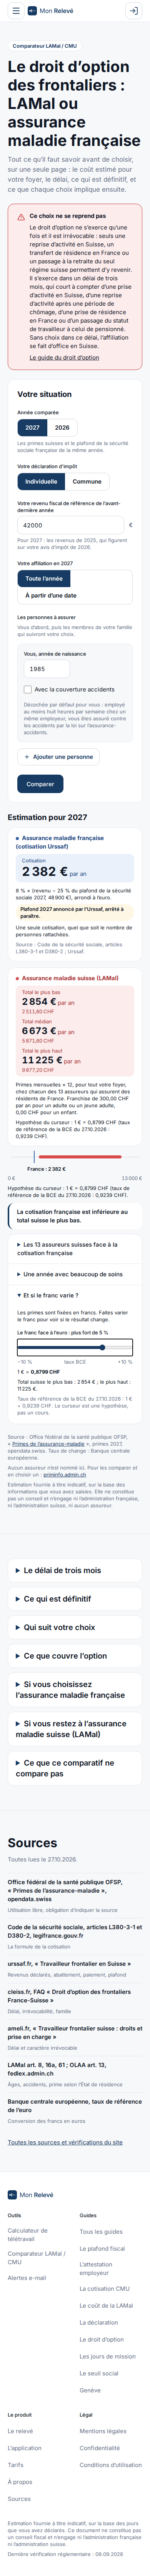 Mon Relevé
Comparateur LAMal / CMU
Le droit d’option
des frontaliers :
LAMal ou
assurance
maladie française
Tout ce qu’il faut savoir avant de choisir,
sur une seule page : le coût estimé pour
votre foyer, le délai, ce qui est définitif, et
ce que chaque choix implique ensuite.
Ce choix ne se reprend pas
Le droit d’option ne s’exerce qu’une
fois et il est irrévocable : seuls une
reprise d’activité en Suisse, un
transfert de résidence en France ou
un passage à la retraite du seul
régime suisse permettent d’y revenir.
Il s’exerce dans un délai de trois
mois, qui court à compter d’une prise
d’activité en Suisse, d’une reprise
d’activité après une période de
chômage, d’une prise de résidence
en France ou d’un passage du statut
de travailleur à celui de pensionné.
Sans choix dans ce délai, l’affiliation
se fait d’office en Suisse.
Le guide du droit d’option
Votre situation
Année comparée
2027 2026
Les primes suisses et le plafond de la sécurité
sociale française de la même année.
Votre déclaration d’impôt
Individuelle Commune
Votre revenu fiscal de référence de l’avant-
dernière année
42000 €
Pour 2027 : les revenus de 2025, qui figurent
sur votre avis d’impôt de 2026.
Votre affiliation en 2027
Toute l’année
À partir d’une date
Les personnes à assurer
Vous d’abord, puis les membres de votre famille
qui suivront votre choix.
Vous, année de naissance
1985
Avec la couverture accidents
Décochée par défaut pour vous : employé
au moins huit heures par semaine chez un
même employeur, vous êtes assuré contre
les accidents par la loi sur l’assurance-
accidents.
+ Ajouter une personne
Comparer
Estimation pour 2027
Assurance maladie française
(cotisation Urssaf)
Cotisation
2 382 € par an
8 % × (revenu − 25 % du plafond de la sécurité
sociale 2027, 48 900 €), arrondi à l’euro.
Plafond 2027 annoncé par l’Urssaf, arrêté à
paraître.
Une seule cotisation, quel que soit le nombre de
personnes rattachées.
Source : Code de la sécurité sociale, articles
L380-3-1 et D380-2 ; Urssaf.
Assurance maladie suisse (LAMal)
Total le plus bas
2 854 € par an
2 511,60 CHF
Total médian
6 673 € par an
5 871,60 CHF
Total le plus haut
11 225 € par an
9 877,20 CHF
Primes mensuelles × 12, pour tout votre foyer,
chez chacun des 13 assureurs qui assurent des
résidents de France. Franchise de 300,00 CHF
par an pour un adulte ou un jeune adulte,
0,00 CHF pour un enfant.
Hypothèse du curseur : 1 € = 0,8799 CHF (taux
de référence de la BCE du 27.10.2026 :
0,9239 CHF).
France : 2 382 €
0 € 13 000 €
Hypothèse du curseur : 1 € = 0,8799 CHF (taux de
référence de la BCE du 27.10.2026 : 0,9239 CHF).
La cotisation française est inférieure au
total suisse le plus bas.
Les 13 assureurs suisses face à la
cotisation française
Une année avec beaucoup de soins
Et si le franc varie ?
Les primes sont fixées en francs. Faites varier
le franc pour voir si le résultat change.
Le franc face à l’euro : plus fort de 5 %
−10 % taux BCE +10 %
1 € = 0,8799 CHF
Total suisse le plus bas : 2 854 € ; le plus haut :
11 225 €.
Taux de référence de la BCE du 27.10.2026 : 1 €
= 0,9239 CHF. Le curseur est une hypothèse,
pas un cours.
Source : Office fédéral de la santé publique OFSP,
« Primes de l’assurance-maladie », primes 2027,
opendata.swiss. Taux de change : Banque centrale
européenne.
Aucun assureur n’est nommé ici. Pour les comparer et
en choisir un : priminfo.admin.ch
Estimation fournie à titre indicatif, sur la base des
informations que vous avez saisies. Elle ne constitue
pas un conseil et n’engage ni l’administration française,
ni l’administration suisse, ni aucun assureur.
Le délai de trois mois
Ce qui est définitif
Qui suit votre choix
Ce que couvre l’option
Si vous choisissez
l’assurance maladie française
Si vous restez à l’assurance
maladie suisse (LAMal)
Ce que ce comparatif ne
compare pas
Sources
Toutes lues le 27.10.2026.
Office fédéral de la santé publique OFSP,
« Primes de l’assurance-maladie »,
opendata.swiss
Utilisation libre, obligation d’indiquer la source
Code de la sécurité sociale, articles L380-3-1 et
D380-2, legifrance.gouv.fr
La formule de la cotisation
urssaf.fr, « Travailleur frontalier en Suisse »
Revenus déclarés, abattement, paiement, plafond
cleiss.fr, FAQ « Droit d’option des frontaliers
France-Suisse »
Délai, irrévocabilité, famille
ameli.fr, « Travailleur frontalier suisse : droits et
prise en charge »
Délai et caractère irrévocable
LAMal art. 8, 16a, 61 ; OLAA art. 13,
fedlex.admin.ch
Âges, accidents, prime selon l’État de résidence
Banque centrale européenne, taux de référence
de l’euro
Conversion des francs en euros
Toutes les sources et vérifications du site
Mon Relevé
Outils
Calculateur de
télétravail
Comparateur LAMal /
CMU
Alertes e-mail
Guides
Tous les guides
Le plafond fiscal
L’attestation
employeur
La cotisation CMU
Le coût de la LAMal
La déclaration
Le droit d’option
Les jours de mission
Le seuil social
Genève
Le produit
Le relevé
L’application
Tarifs
À propos
Sources
Légal
Mentions légales
Confidentialité
Conditions d’utilisation
Estimation fournie à titre indicatif, sur la base des jours
que vous avez déclarés. Ce document ne constitue pas
un conseil fiscal et n’engage ni l’administration française
ni l’administration suisse.
Dernière vérification réglementaire : 08.09.2026